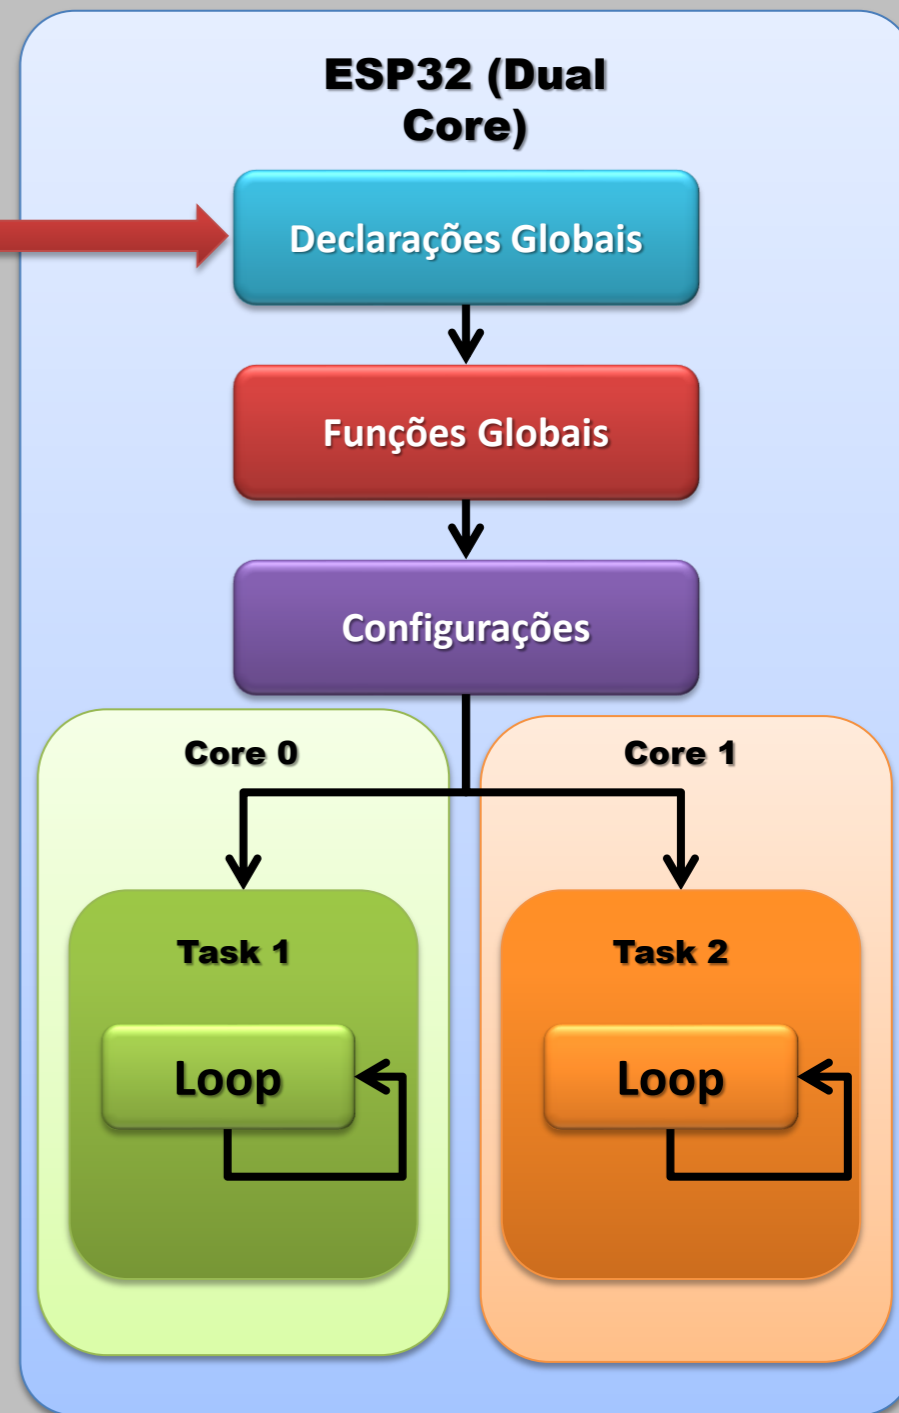 ESP32 (Dual
Core)
Declarações Globais
Funções Globais
Configurações
Core 0
Core 1
Task 1
Task 2
Loop
Loop